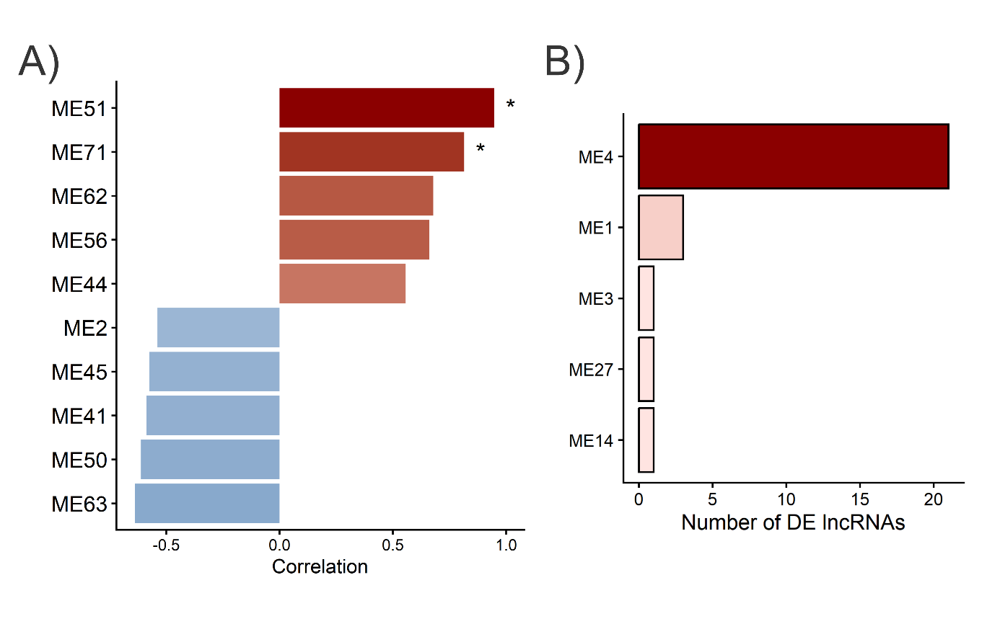 A)
ME51
*
ME71
*
ME62
ME56
ME44
ME2
ME45
ME41
ME50
ME63
-0.5 0.0 0.5 1.0
Correlation
B)
ME4
ME1
ME3
ME27
ME14
0 5 10 15 20
Number of DE lncRNAs